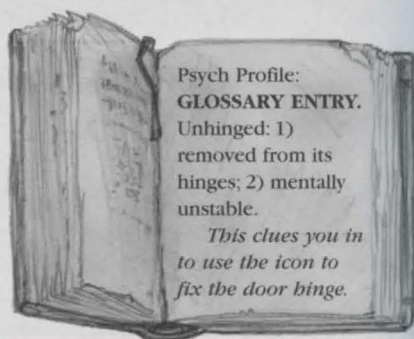 Psych Profile:
GLOSSARY ENTRY.
Unhinged: 1)
removed from its
hinges; 2) mentally
unstable.
This clues you in
to use the icon to
fix the door hinge.